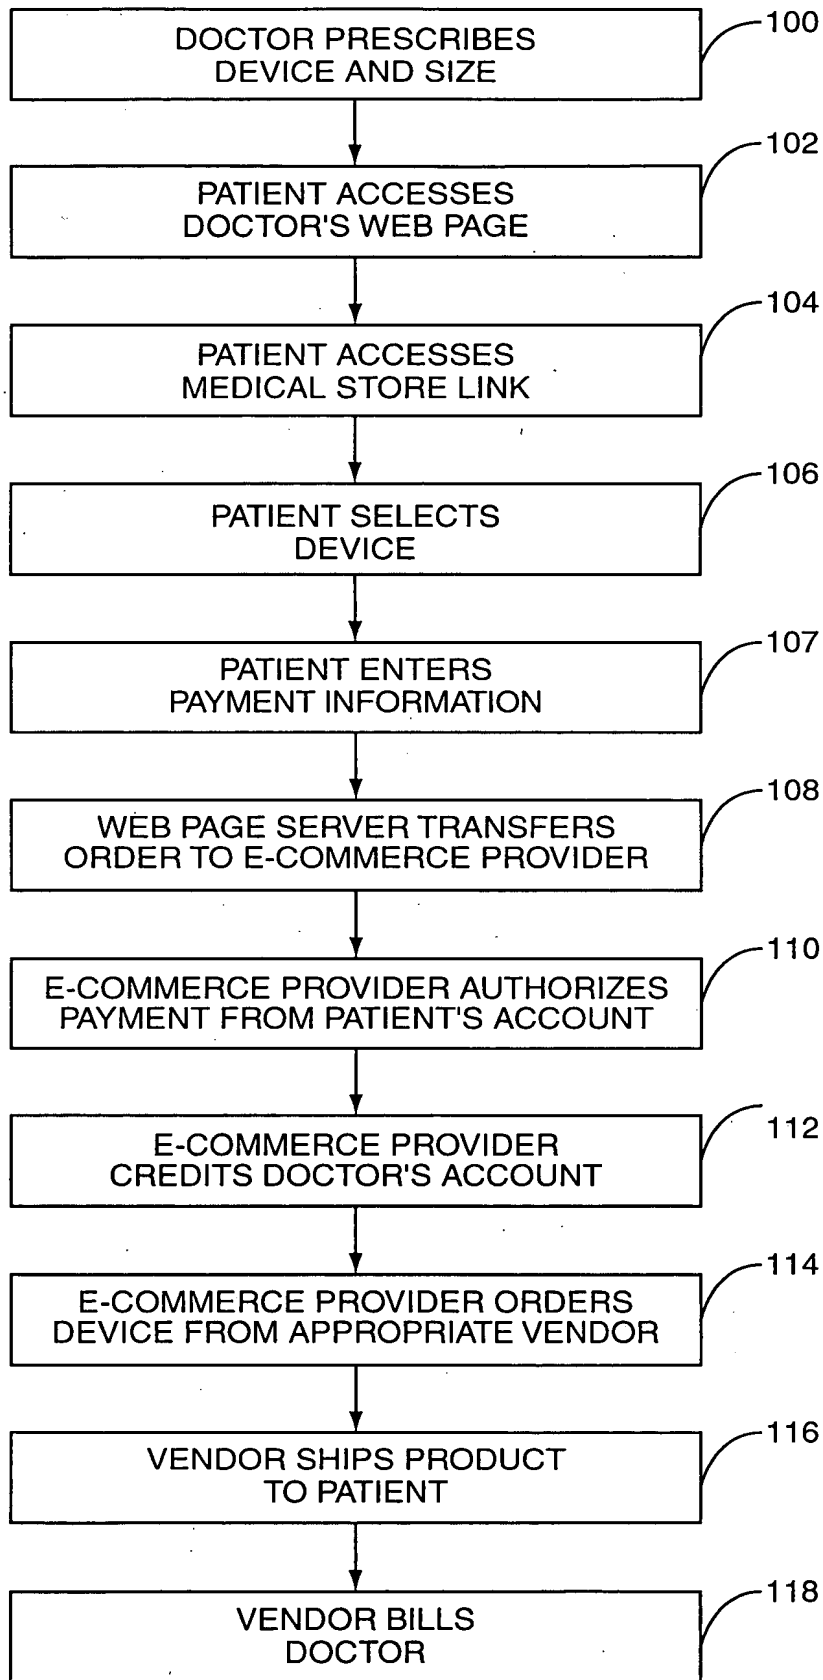 100
DOCTOR PRESCRIBES
DEVICE AND SIZE
102
PATIENT ACCESSES
DOCTOR'S WEB PAGE
104
PATIENT ACCESSES
MEDICAL STORE LINK
106
PATIENT SELECTS
DEVICE
107
PATIENT ENTERS
PAYMENT INFORMATION
108
WEB PAGE SERVER TRANSFERS
ORDER TO E-COMMERCE PROVIDER
110
E-COMMERCE PROVIDER AUTHORIZES
PAYMENT FROM PATIENT'S ACCOUNT
112
E-COMMERCE PROVIDER
CREDITS DOCTOR'S ACCOUNT
114
E-COMMERCE PROVIDER ORDERS
DEVICE FROM APPROPRIATE VENDOR
116
VENDOR SHIPS PRODUCT
TO PATIENT
118
VENDOR BILLS
DOCTOR